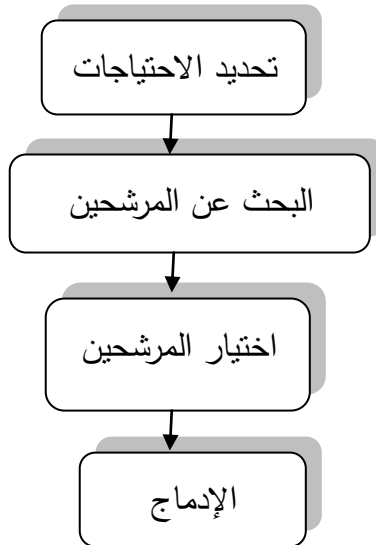 تحديد الاحتياجات
البحث عن المرشحين
اختيار المرشحين
الإدماج